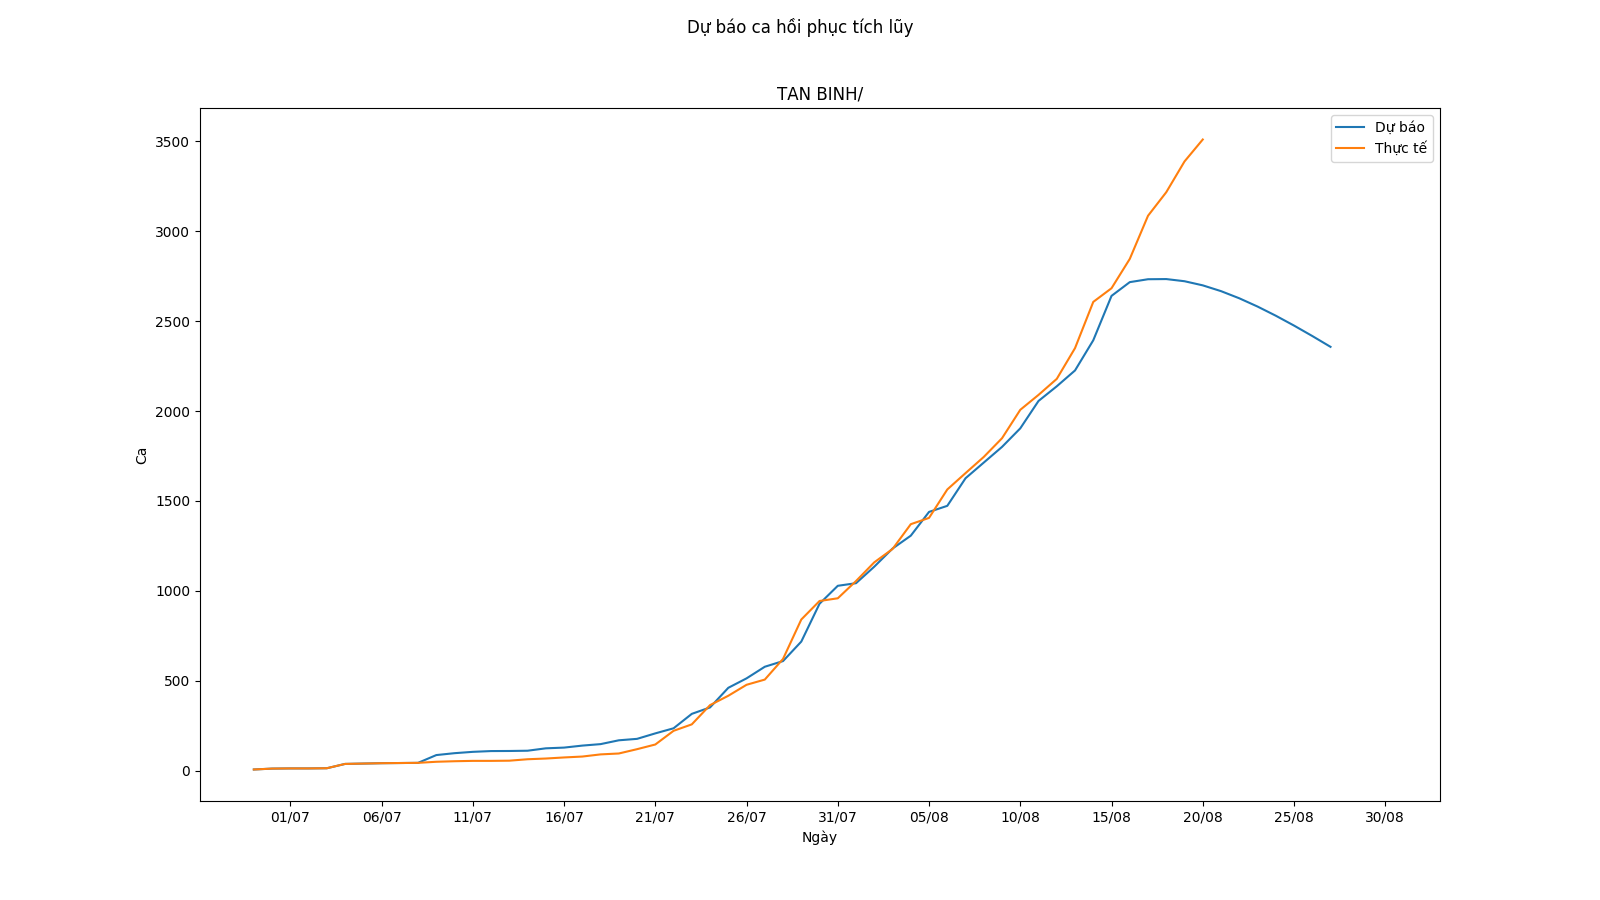 Dự báo ca hồi phục tích lũy
TAN BINH/
Dự báo
Thực tế
3500
3000
2500
2000
1500
1000
500
0
Ca
01/07 06/07 11/07 16/07 21/07 26/07 31/07 05/08 10/08 15/08 20/08 25/08 30/08
Ngày